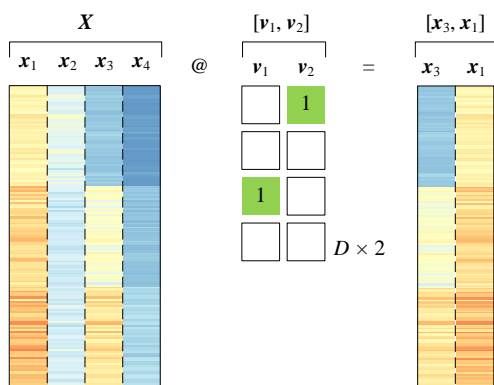 X [v₁, v₂] [x₃, x₁]
x₁ x₂ x₃ x₄ @ v₁ v₂ = x₃ x₁
1
1
D × 2